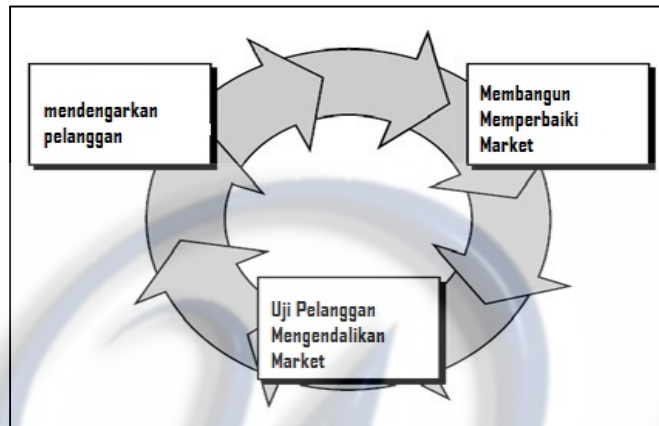 mendengarkan
pelanggan
Membangun
Memperbaiki
Market
Uji Pelanggan
Mengendalikan
Market